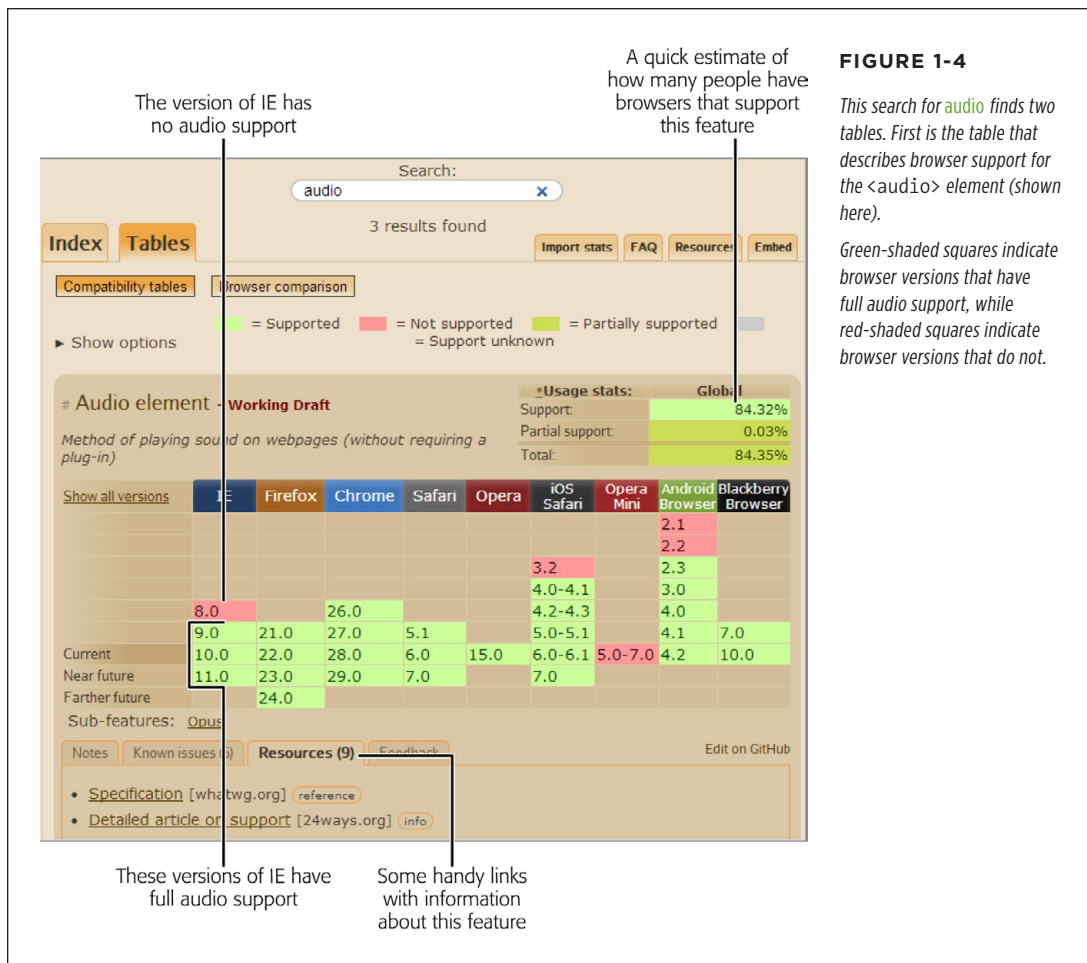 A quick estimate of
how many people have
browsers that support
this feature
The version of IE has
no audio support
FIGURE 1-4
This search for audio finds two
tables. First is the table that
describes browser support for
the <audio> element (shown
here).
Green-shaded squares indicate
browser versions that have
full audio support, while
red-shaded squares indicate
browser versions that do not.
Search:
audio ×
3 results found
Index Tables
Import stats FAQ Resources Embed
Compatibility tables Browser comparison
= Supported = Not supported = Partially supported
= Support unknown
► Show options
# Audio element - Working Draft
Method of playing sound on webpages (without requiring a
plug-in)
*Usage stats: Global
Support: 84.32%
Partial support: 0.03%
Total: 84.35%
Show all versions IE Firefox Chrome Safari Opera iOS Safari Opera Mini Android Browser Blackberry Browser
2.1
2.2
3.2 2.3
4.0-4.1 3.0
8.0 26.0 4.2-4.3 4.0
9.0 21.0 27.0 5.1 5.0-5.1 4.1 7.0
Current 10.0 22.0 28.0 6.0 15.0 6.0-6.1 5.0-7.0 4.2 10.0
Near future 11.0 23.0 29.0 7.0 7.0
Farther future 24.0
Sub-features: Opus
Notes Known issues (6) Resources (9) Feedback Edit on GitHub
• Specification [whatwg.org] reference
• Detailed article on support [24ways.org] info
These versions of IE have
full audio support
Some handy links
with information
about this feature